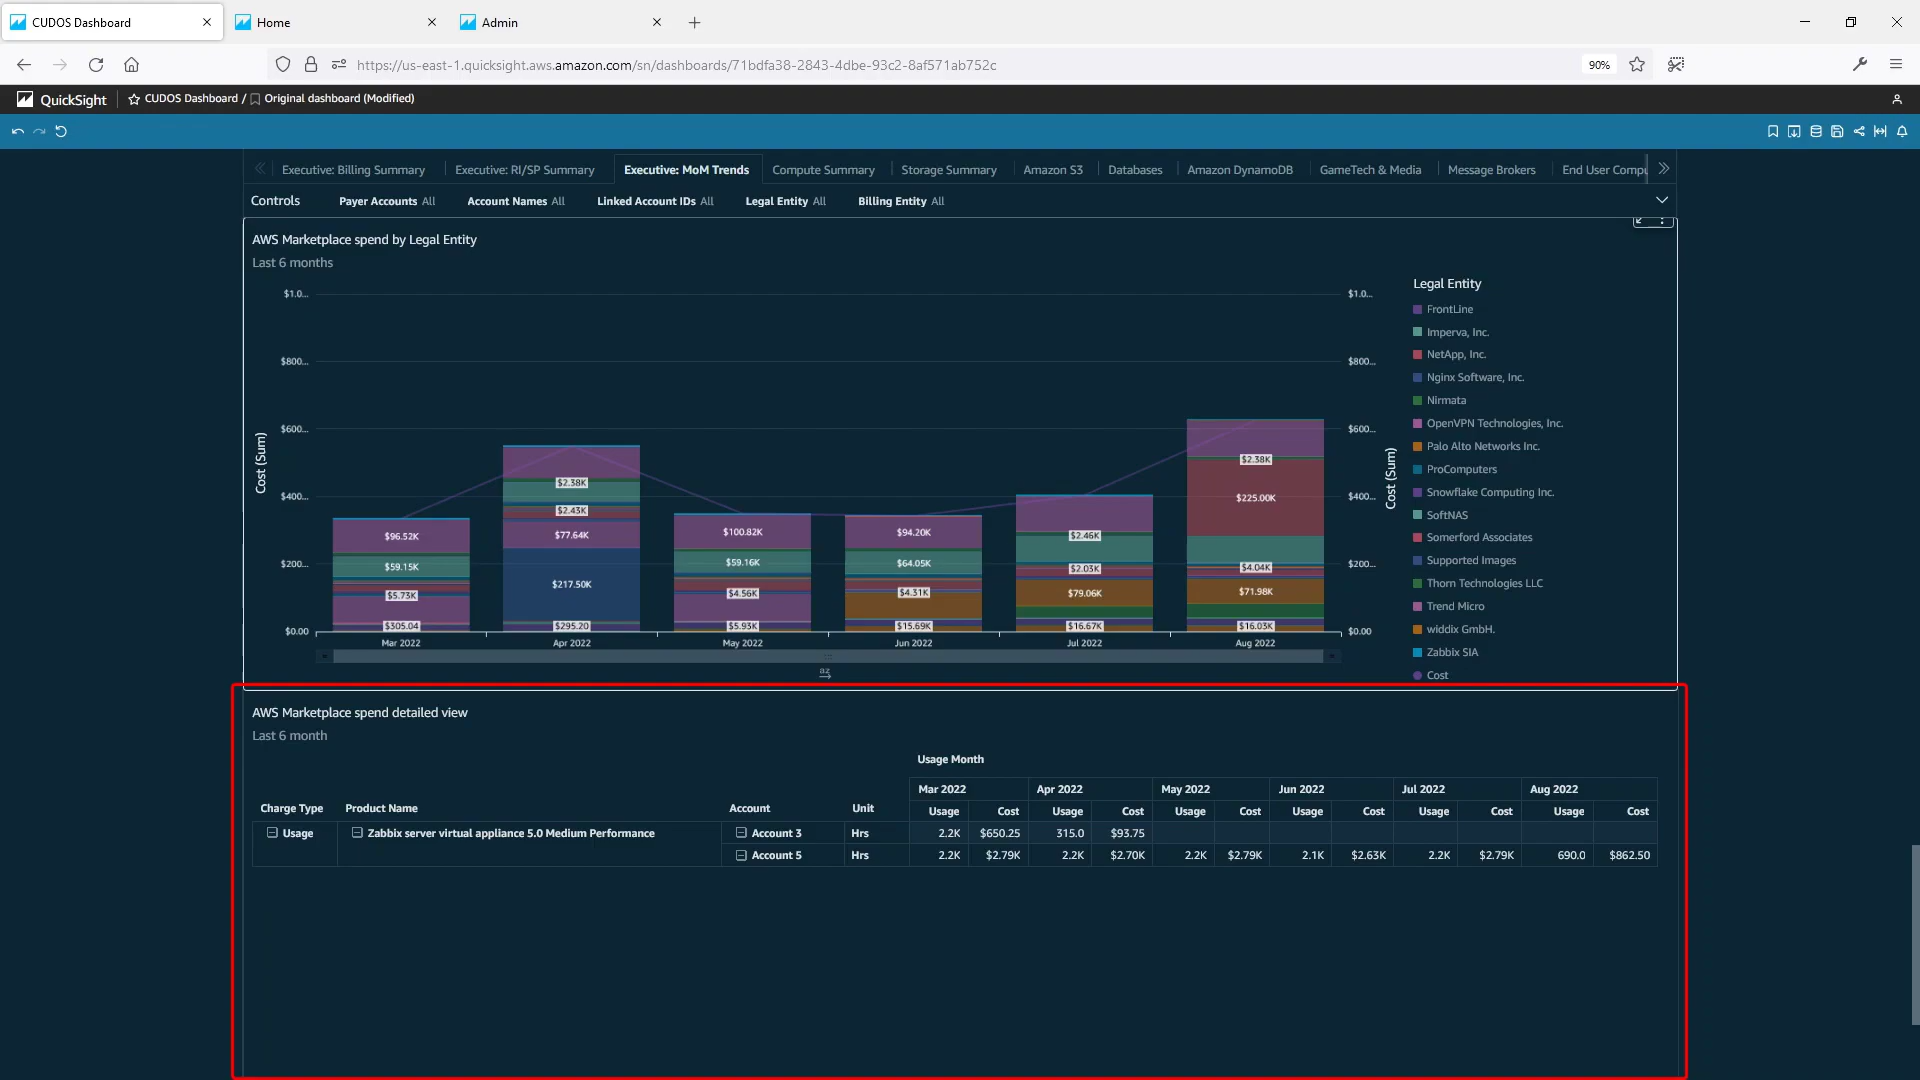 CUDOS Dashboard
Home
Admin
https://us-east-1.quicksight.aws.amazon.com/sn/dashboards/71bdfa38-2843-4dbe-93c2-8af571ab752c
90%
QuickSight
CUDOS Dashboard / Original dashboard (Modified)
Executive: Billing Summary
Executive: RI/SP Summary
Executive: MoM Trends
Compute Summary
Storage Summary
Amazon S3
Databases
Amazon DynamoDB
GameTech & Media
Message Brokers
End User Compu
Controls
Payer Accounts All
Account Names All
Linked Account IDs All
Legal Entity All
Billing Entity All
AWS Marketplace spend by Legal Entity
Last 6 months
Cost (Sum)
$1.0...
$800...
$600...
$400...
$200...
$0.00
$96.52K
$59.15K
$5.73K
$305.04
Mar 2022
$2.38K
$2.43K
$77.64K
$217.50K
$295.20
Apr 2022
$100.82K
$59.16K
$4.56K
$5.93K
May 2022
$94.20K
$64.05K
$4.31K
$15.69K
Jun 2022
$2.46K
$2.03K
$79.06K
$16.67K
Jul 2022
$2.38K
$225.00K
$4.04K
$71.98K
$16.03K
Aug 2022
$1.0...
$800...
$600...
$400...
$200...
$0.00
Cost (Sum)
Legal Entity
FrontLine
Imperva, Inc.
NetApp, Inc.
Nginx Software, Inc.
Nirmata
OpenVPN Technologies, Inc.
Palo Alto Networks Inc.
ProComputers
Snowflake Computing Inc.
SoftNAS
Somerford Associates
Supported Images
Thorn Technologies LLC
Trend Micro
widdix GmbH.
Zabbix SIA
Cost
AWS Marketplace spend detailed view
Last 6 month
Usage Month
Mar 2022 Apr 2022 May 2022 Jun 2022 Jul 2022 Aug 2022
Charge Type Product Name Account Unit Usage Cost Usage Cost Usage Cost Usage Cost Usage Cost Usage Cost
Usage Zabbix server virtual appliance 5.0 Medium Performance Account 3 Hrs 2.2K $650.25 315.0 $93.75
Account 5 Hrs 2.2K $2.79K 2.2K $2.70K 2.2K $2.79K 2.1K $2.63K 2.2K $2.79K 690.0 $862.50